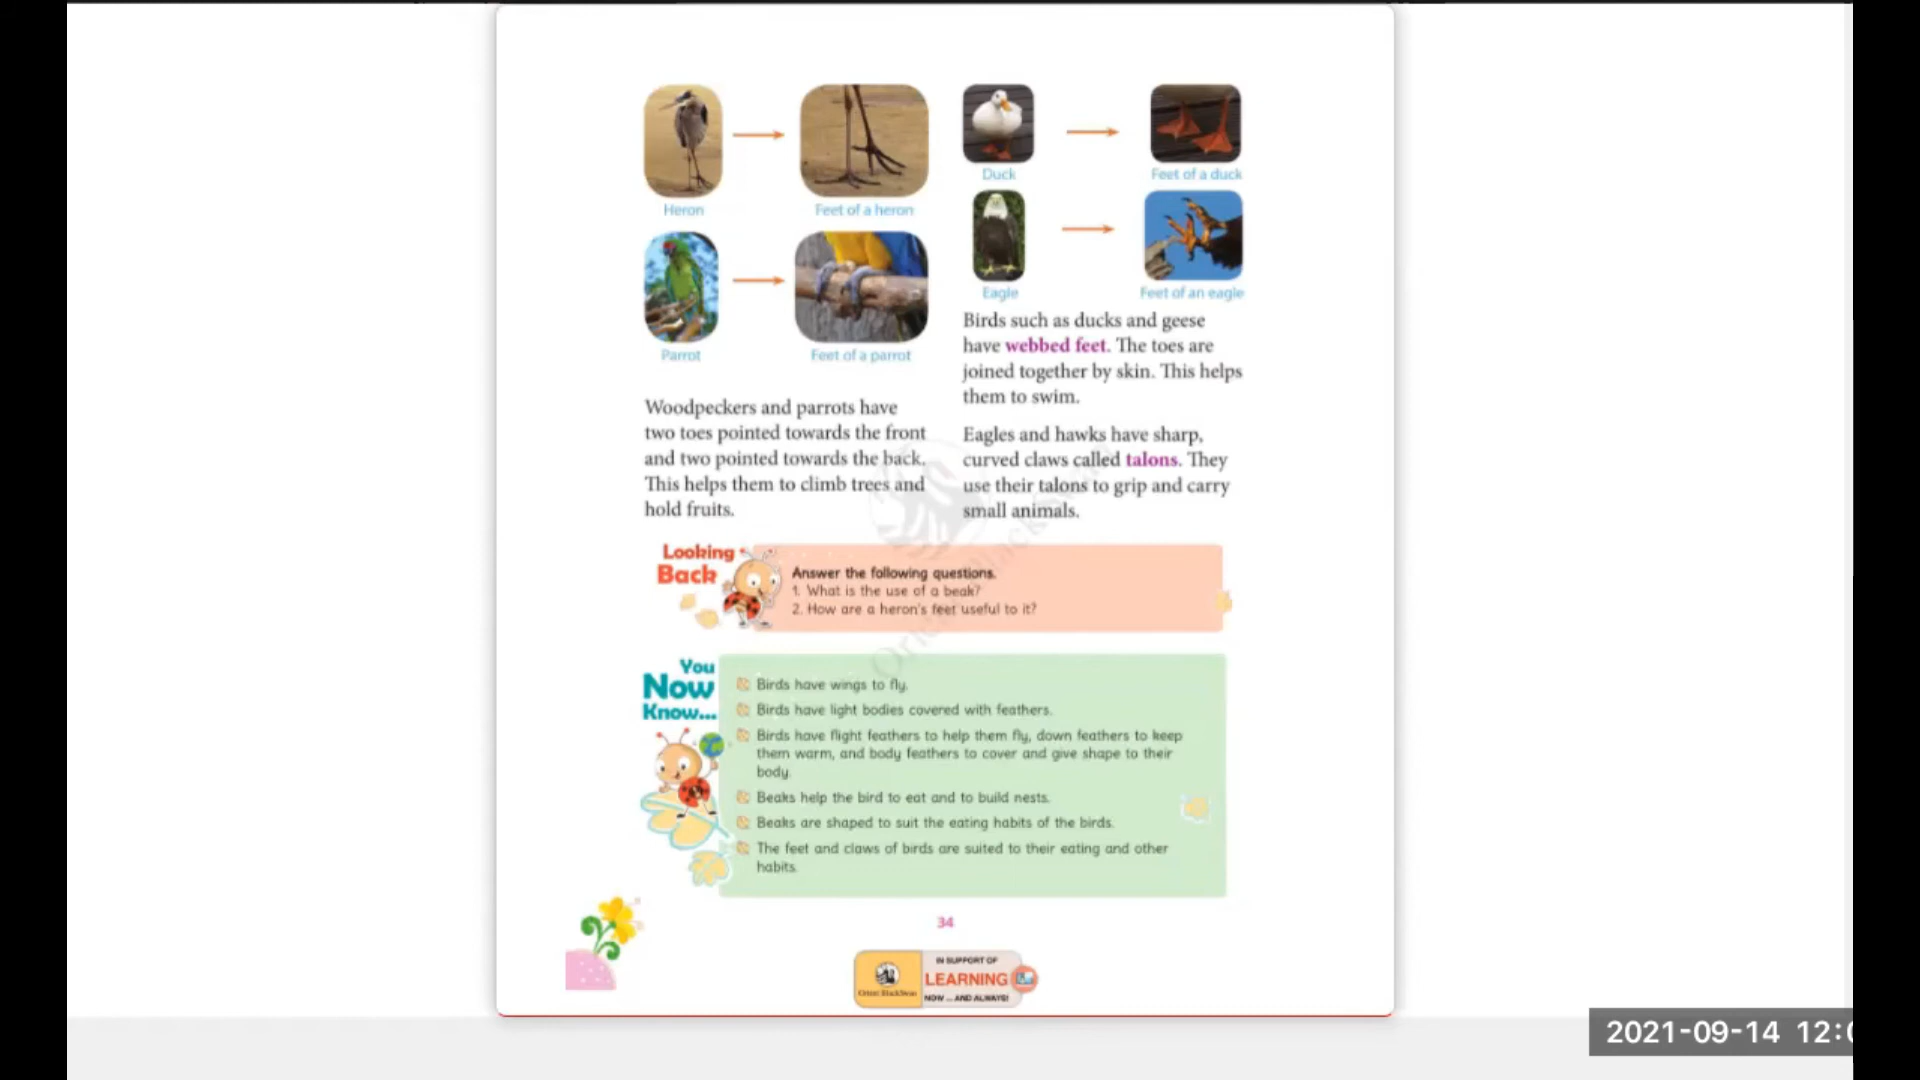 Heron
Feet of a heron
Parrot
Feet of a parrot
Woodpeckers and parrots have
two toes pointed towards the front
and two pointed towards the back.
This helps them to climb trees and
hold fruits.
Duck
Feet of a duck
Eagle
Feet of an eagle
Birds such as ducks and geese
have webbed feet. The toes are
joined together by skin. This helps
them to swim.
Eagles and hawks have sharp,
curved claws called talons. They
use their talons to grip and carry
small animals.
Looking
Back
Answer the following questions.
1. What is the use of a beak?
2. How are a heron's feet useful to it?
You
Now
Know...
Birds have wings to fly.
Birds have light bodies covered with feathers.
Birds have flight feathers to help them fly, down feathers to keep
them warm, and body feathers to cover and give shape to their
body.
Beaks help the bird to eat and to build nests.
Beaks are shaped to suit the eating habits of the birds.
The feet and claws of birds are suited to their eating and other
habits.
34
Orient BlackSwan
IN SUPPORT OF
LEARNING
NOW ... AND ALWAYS!
2021-09-14 12: